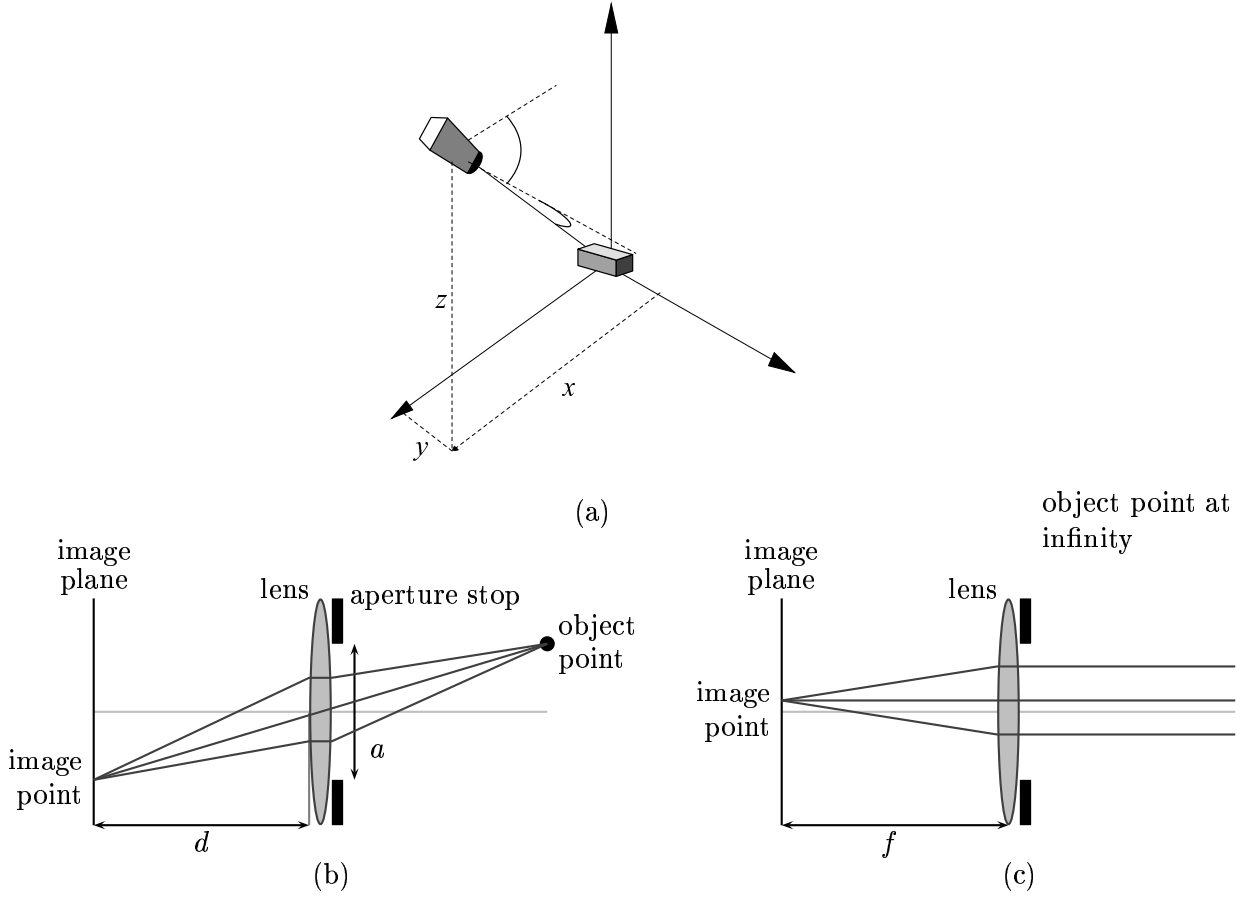 z
x
y
(a)
image
plane
lens
aperture stop
object
point
image
point
a
d
(b)
object point at
infinity
image
plane
lens
image
point
f
(c)